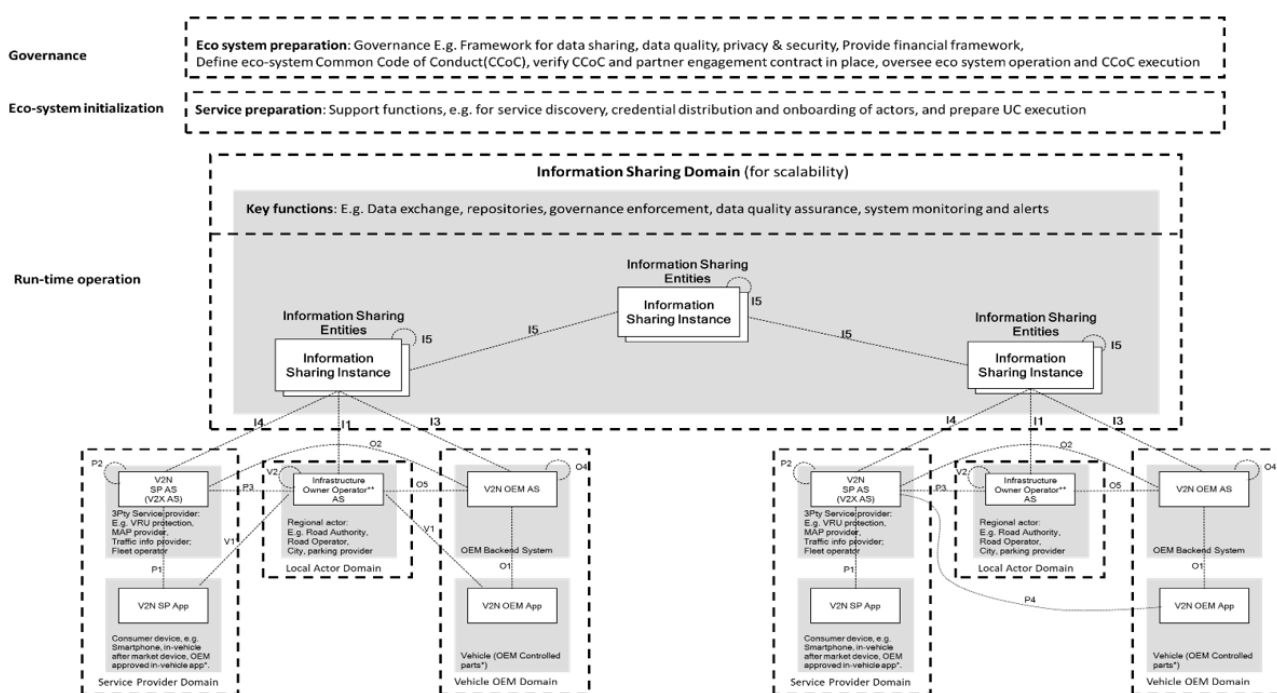 Governance
Eco system preparation: Governance E.g. Framework for data sharing, data quality, privacy & security, Provide financial framework,
Define eco-system Common Code of Conduct(CCoC), verify CCoC and partner engagement contract in place, oversee eco system operation and CCoC execution
Eco-system initialization
Service preparation: Support functions, e.g. for service discovery, credential distribution and onboarding of actors, and prepare UC execution
Information Sharing Domain (for scalability)
Key functions: E.g. Data exchange, repositories, governance enforcement, data quality assurance, system monitoring and alerts
Run-time operation
Information Sharing
Entities
Information
Sharing Instance
I5
Information Sharing
Entities
Information
Sharing Instance
I5
Information Sharing
Entities
Information
Sharing Instance
I5
I5
I5
I4
I1
I3
O2
P2
V2N
SP AS
(V2X AS)
3Pty Service provider:
E.g. VRU protection,
MAP provider,
Traffic info provider;
Fleet operator
P3
V2
Infrastructure
Owner Operator**
AS
Regional actor:
E.g. Road Authority,
Road Operator,
City, parking provider
Local Actor Domain
O5
O4
V2N OEM AS
OEM Backend System
V1
V1
P1
O1
V2N SP App
Consumer device, e.g.
Smartphone, in-vehicle
after market device, OEM
approved in-vehicle app*.
Service Provider Domain
V2N OEM App
Vehicle (OEM Controlled
parts*)
Vehicle OEM Domain
I4
I1
I3
O2
P2
V2N
SP AS
(V2X AS)
3Pty Service provider:
E.g. VRU protection,
MAP provider,
Traffic info provider;
Fleet operator
P3
V2
Infrastructure
Owner Operator**
AS
Regional actor:
E.g. Road Authority,
Road Operator,
City, parking provider
Local Actor Domain
O5
O4
V2N OEM AS
OEM Backend System
P1
P4
O1
V2N SP App
Consumer device, e.g.
Smartphone, in-vehicle
after market device, OEM
approved in-vehicle app*.
Service Provider Domain
V2N OEM App
Vehicle (OEM Controlled
parts*)
Vehicle OEM Domain